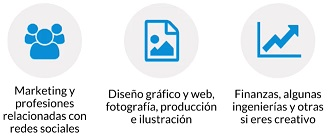 Marketing y
profesiones
relacionadas con
redes sociales
Diseño gráfico y web,
fotografía, producción
e ilustración
Finanzas, algunas
ingenierías y otras
si eres creativo